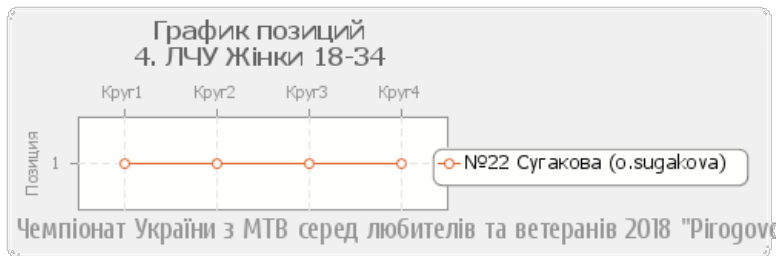 График позиций
4. ЛЧУ Жінки 18-34
Круг1 Круг2 Круг3 Круг4
Позиция
1
№22 Сугакова (o.sugakova)
Чемпіонат України з МТВ серед любителів та ветеранів 2018 "Pirogovo